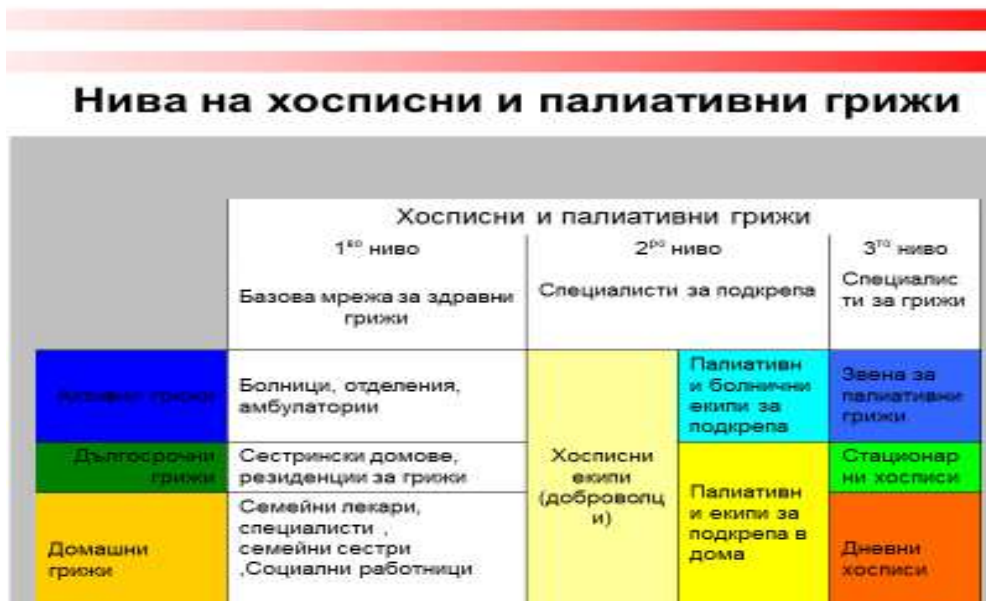 Нива на хосписни и палиативни грижи
Хосписни и палиативни грижи
1во ниво
2ро ниво
3то ниво
Базова мрежа за здравни
грижи
Специалисти за подкрепа
Специалис
ти за грижи
грижи
Болници, отделения,
амбулатории
Хосписни
екипи
(доброволц
и)
Палиативн
и болнични
екипи за
подкрепа
Звена за
палиативни
грижи
Дългосрочни
грижи
Сестрински домове,
резиденции за грижи
Палиативн
и екипи за
подкрепа в
дома
Стационар
ни хосписи
Домашни
грижи
Семейни лекари,
специалисти ,
семейни сестри
,Социални работници
Дневни
хосписи